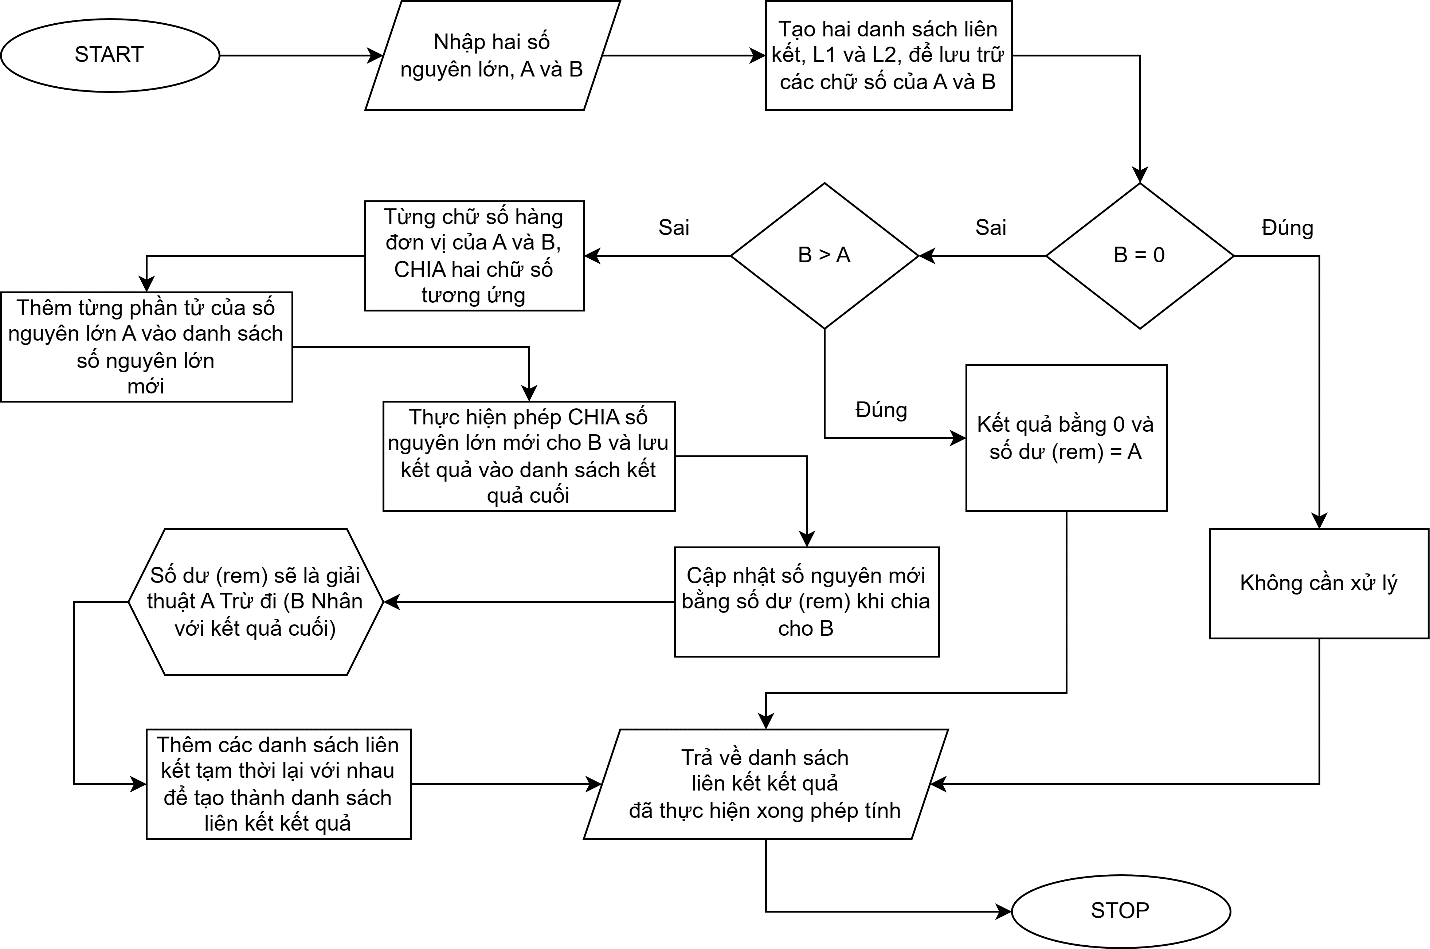 START
Nhập hai số
nguyên lớn, A và B
Tạo hai danh sách liên
kết, L1 và L2, để lưu trữ
các chữ số của A và B
B = 0
Đúng
Sai
B > A
Sai
Từng chữ số hàng
đơn vị của A và B,
CHIA hai chữ số
tương ứng
Thêm từng phần tử của số
nguyên lớn A vào danh sách
số nguyên lớn
mới
Đúng
Kết quả bằng 0 và
số dư (rem) = A
Thực hiện phép CHIA số
nguyên lớn mới cho B và lưu
kết quả vào danh sách kết
quả cuối
Không cần xử lý
Cập nhật số nguyên mới
bằng số dư (rem) khi chia
cho B
Số dư (rem) sẽ là giải
thuật A Trừ đi (B Nhân
với kết quả cuối)
Thêm các danh sách liên
kết tạm thời lại với nhau
để tạo thành danh sách
liên kết kết quả
Trả về danh sách
liên kết kết quả
đã thực hiện xong phép tính
STOP